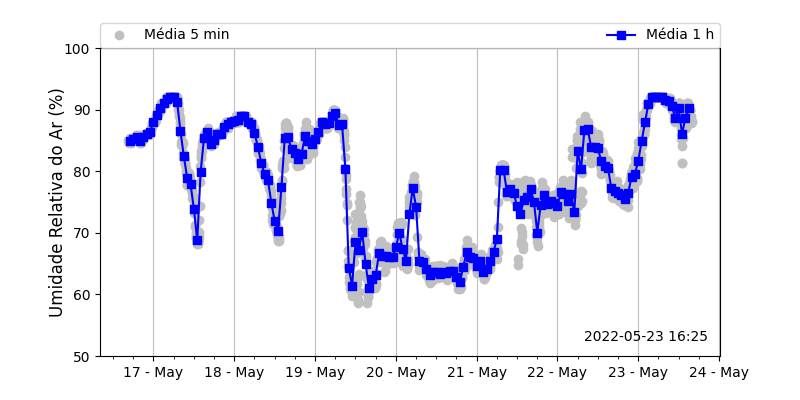 Média 5 min
Média 1 h
Umidade Relativa do Ar (%)
100
90
80
70
60
50
2022-05-23 16:25
17 - May
18 - May
19 - May
20 - May
21 - May
22 - May
23 - May
24 - May